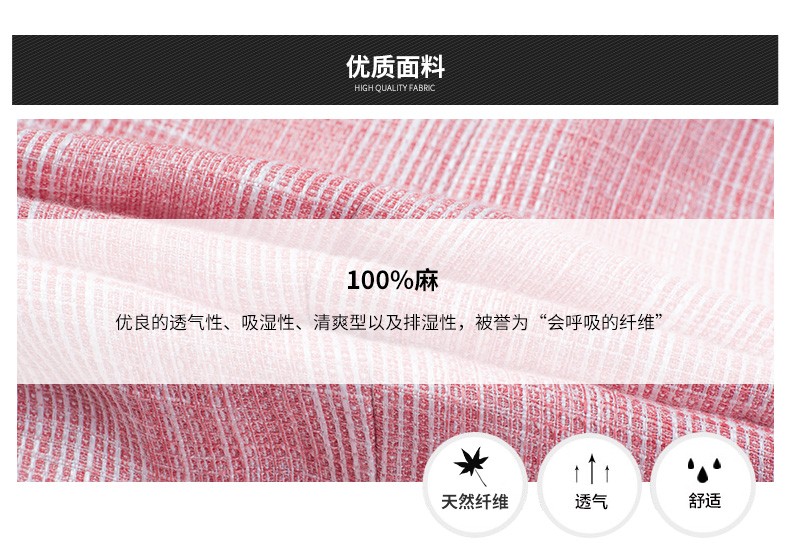 优质面料
HIGH QUALITY FABRIC
100%麻
优良的透气性、吸湿性、清爽型以及排湿性，被誉为“会呼吸的纤维”
天然纤维
透气
舒适